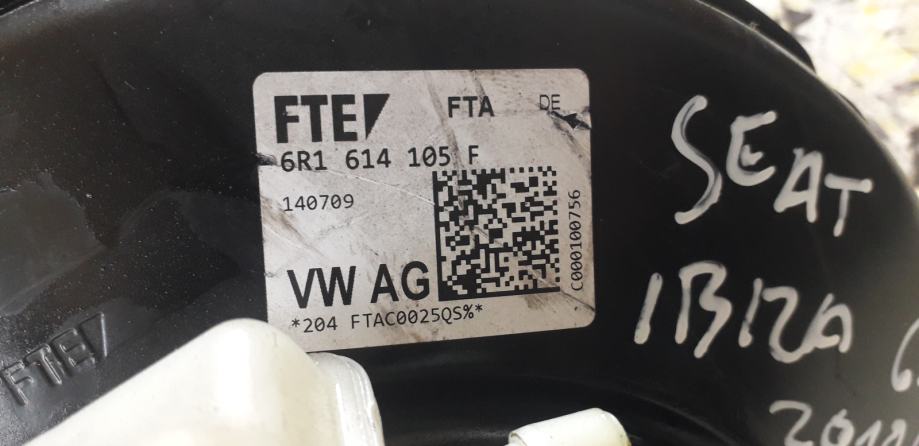 FTE FTA DE
6R1 614 105 F
140709
C000100756
VW AG
*204 FTAC0025QS%*
FTE
SEAT
IBIZA